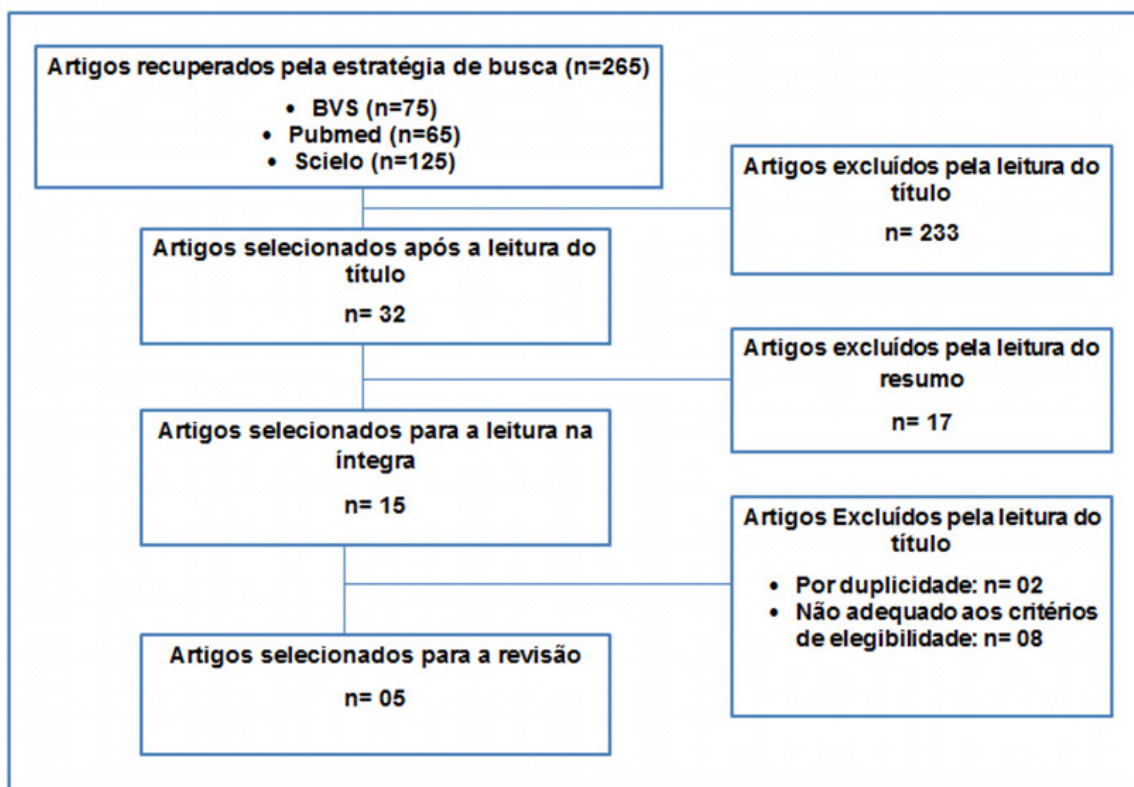 Artigos recuperados pela estratégia de busca (n=265)
• BVS (n=75)
• Pubmed (n=65)
• Scielo (n=125)
Artigos excluídos pela leitura do
título
n= 233
Artigos selecionados após a leitura do
título
n= 32
Artigos excluídos pela leitura do
resumo
n= 17
Artigos selecionados para a leitura na
íntegra
n= 15
Artigos Excluídos pela leitura do
título
• Por duplicidade: n= 02
• Não adequado aos critérios
de elegibilidade: n= 08
Artigos selecionados para a revisão
n= 05